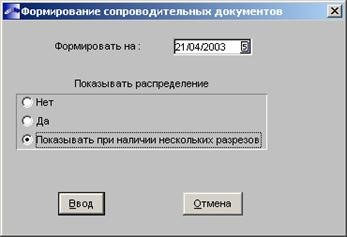 Формирование сопроводительных документов
Формировать на : 21/04/2003
Показывать распределение
Нет
Да
Показывать при наличии нескольких разрезов
Ввод Отмена